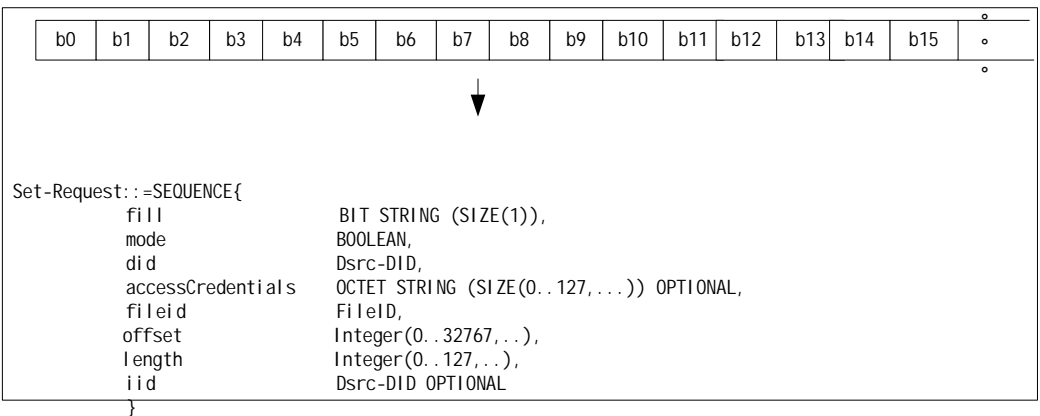 b0 b1 b2 b3 b4 b5 b6 b7 b8 b9 b10 b11 b12 b13 b14 b15
Set-Request::=SEQUENCE{
fill BIT STRING (SIZE(1)),
mode BOOLEAN,
did Dsrc-DID,
accessCredentials OCTET STRING (SIZE(0..127,...)) OPTIONAL,
fileid FileID,
offset Integer(0..32767,..),
length Integer(0..127,..),
iid Dsrc-DID OPTIONAL
}